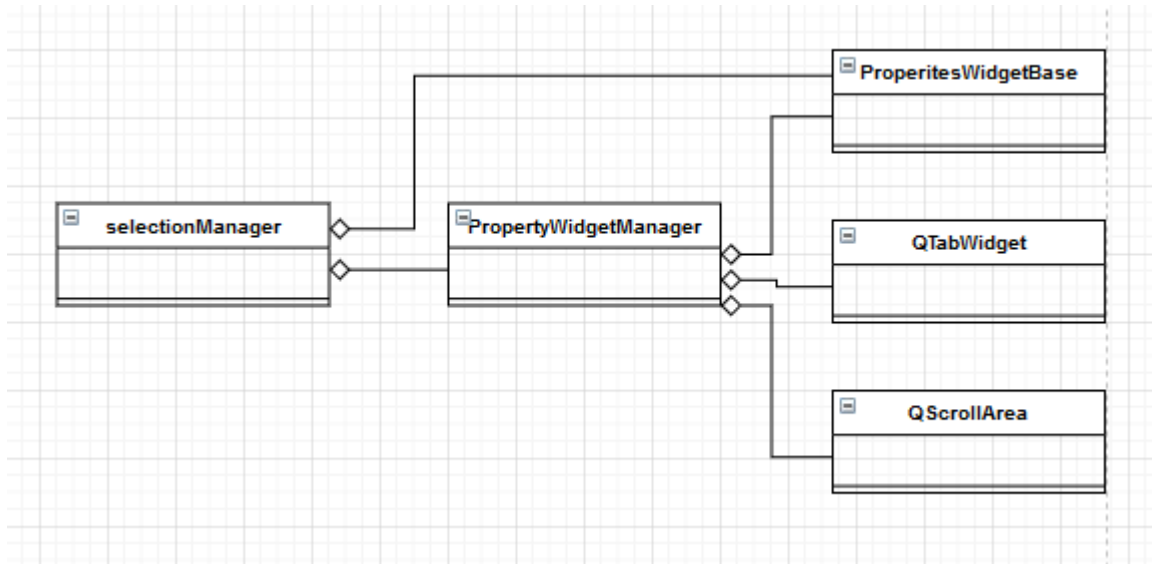 ProperitesWidgetBase
selectionManager
PropertyWidgetManager
QTabWidget
QScrollArea